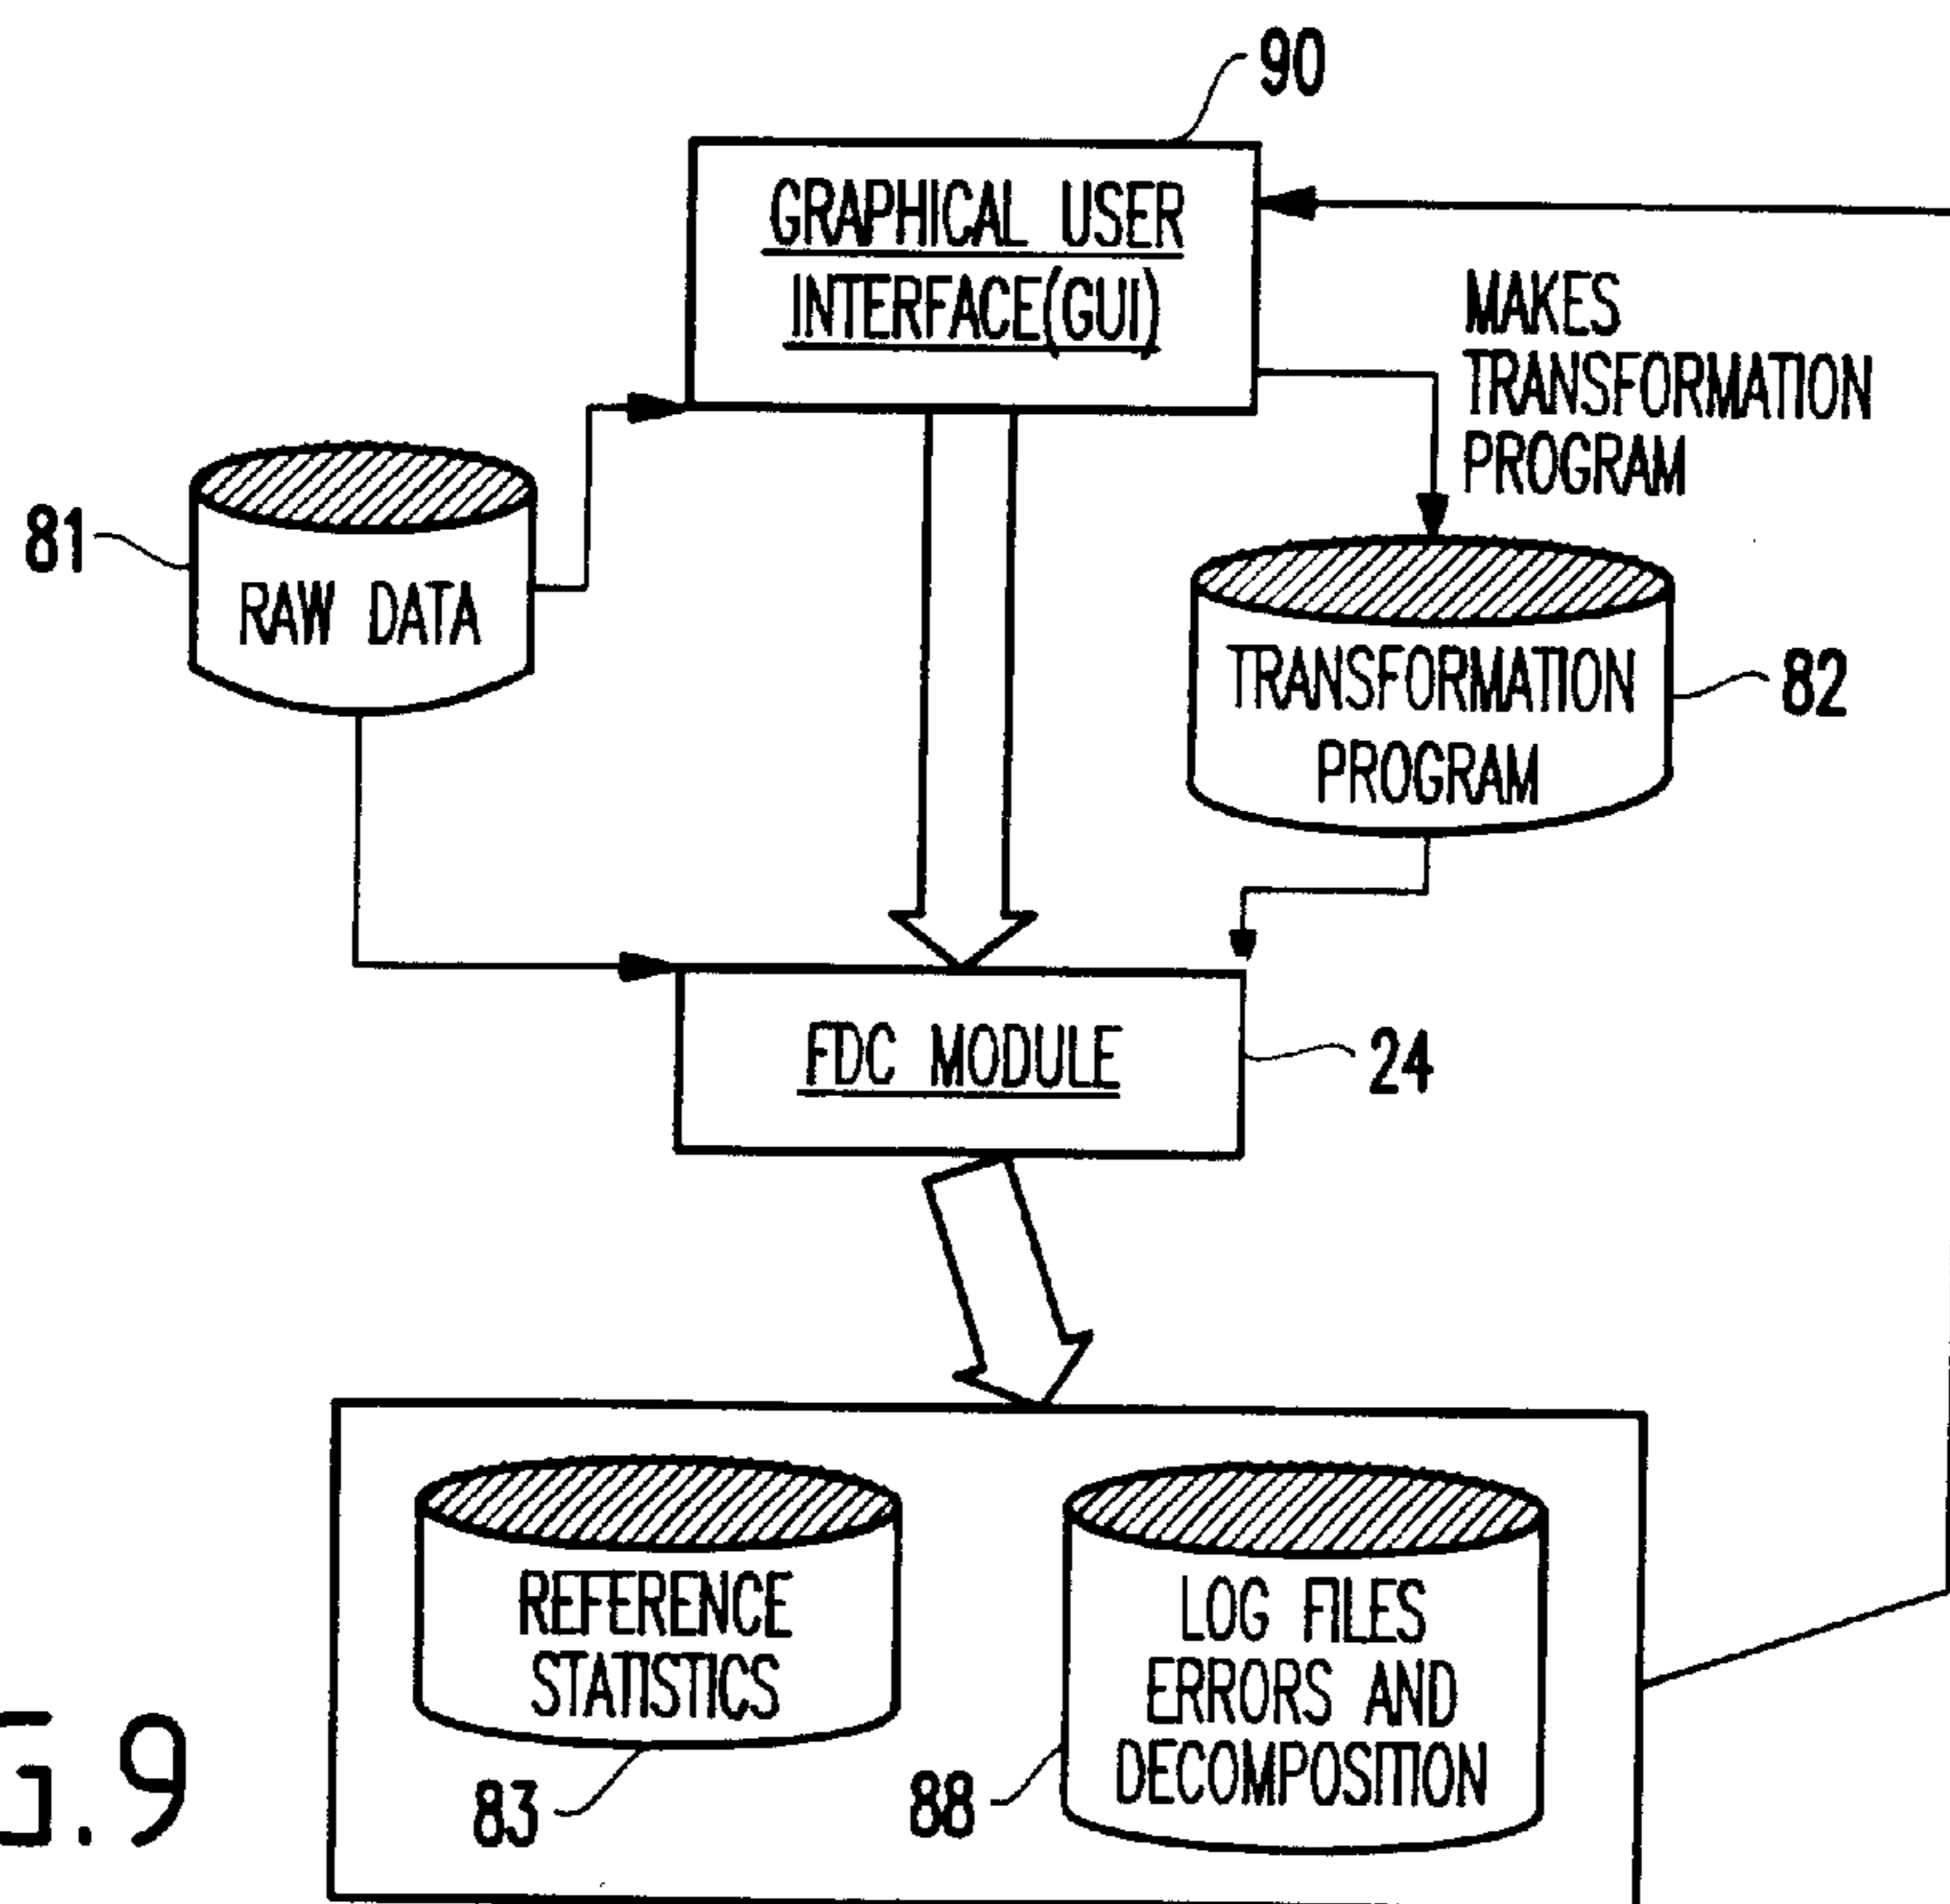 90
GRAPHICAL USER
INTERFACE(GUI)
MAKES
TRANSFORMATION
PROGRAM
81
RAW DATA
TRANSFORMATION
PROGRAM
82
FDC MODULE
24
REFERENCE
STATISTICS
83
LOG FILES
ERRORS AND
DECOMPOSITION
88
G.9